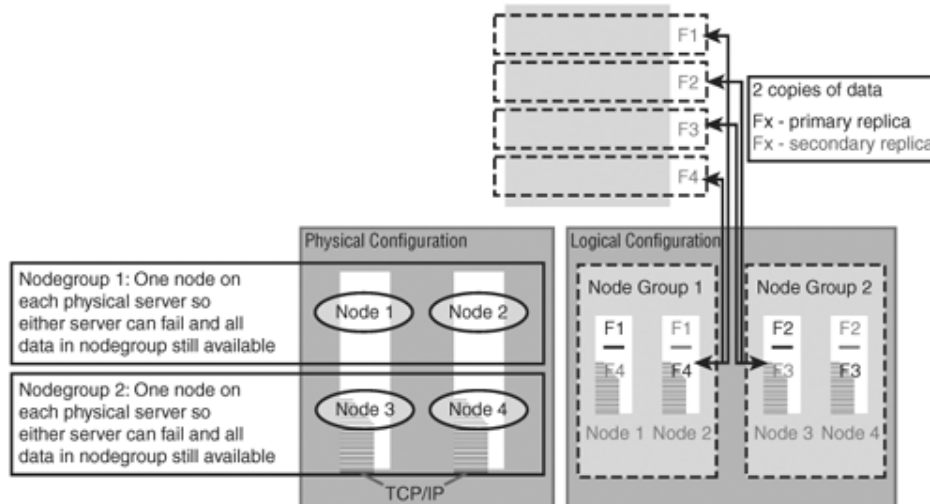 F1
F2
F3
F4
2 copies of data
Fx - primary replica
Fx - secondary replica
Physical Configuration
Logical Configuration
Nodegroup 1: One node on
each physical server so
either server can fail and all
data in nodegroup still available
Node 1
Node 2
Nodegroup 2: One node on
each physical server so
either server can fail and all
data in nodegroup still available
Node 3
Node 4
TCP/IP
Node Group 1
Node Group 2
F1
F1
F2
F2
F4
F4
F3
F3
Node 1
Node 2
Node 3
Node 4